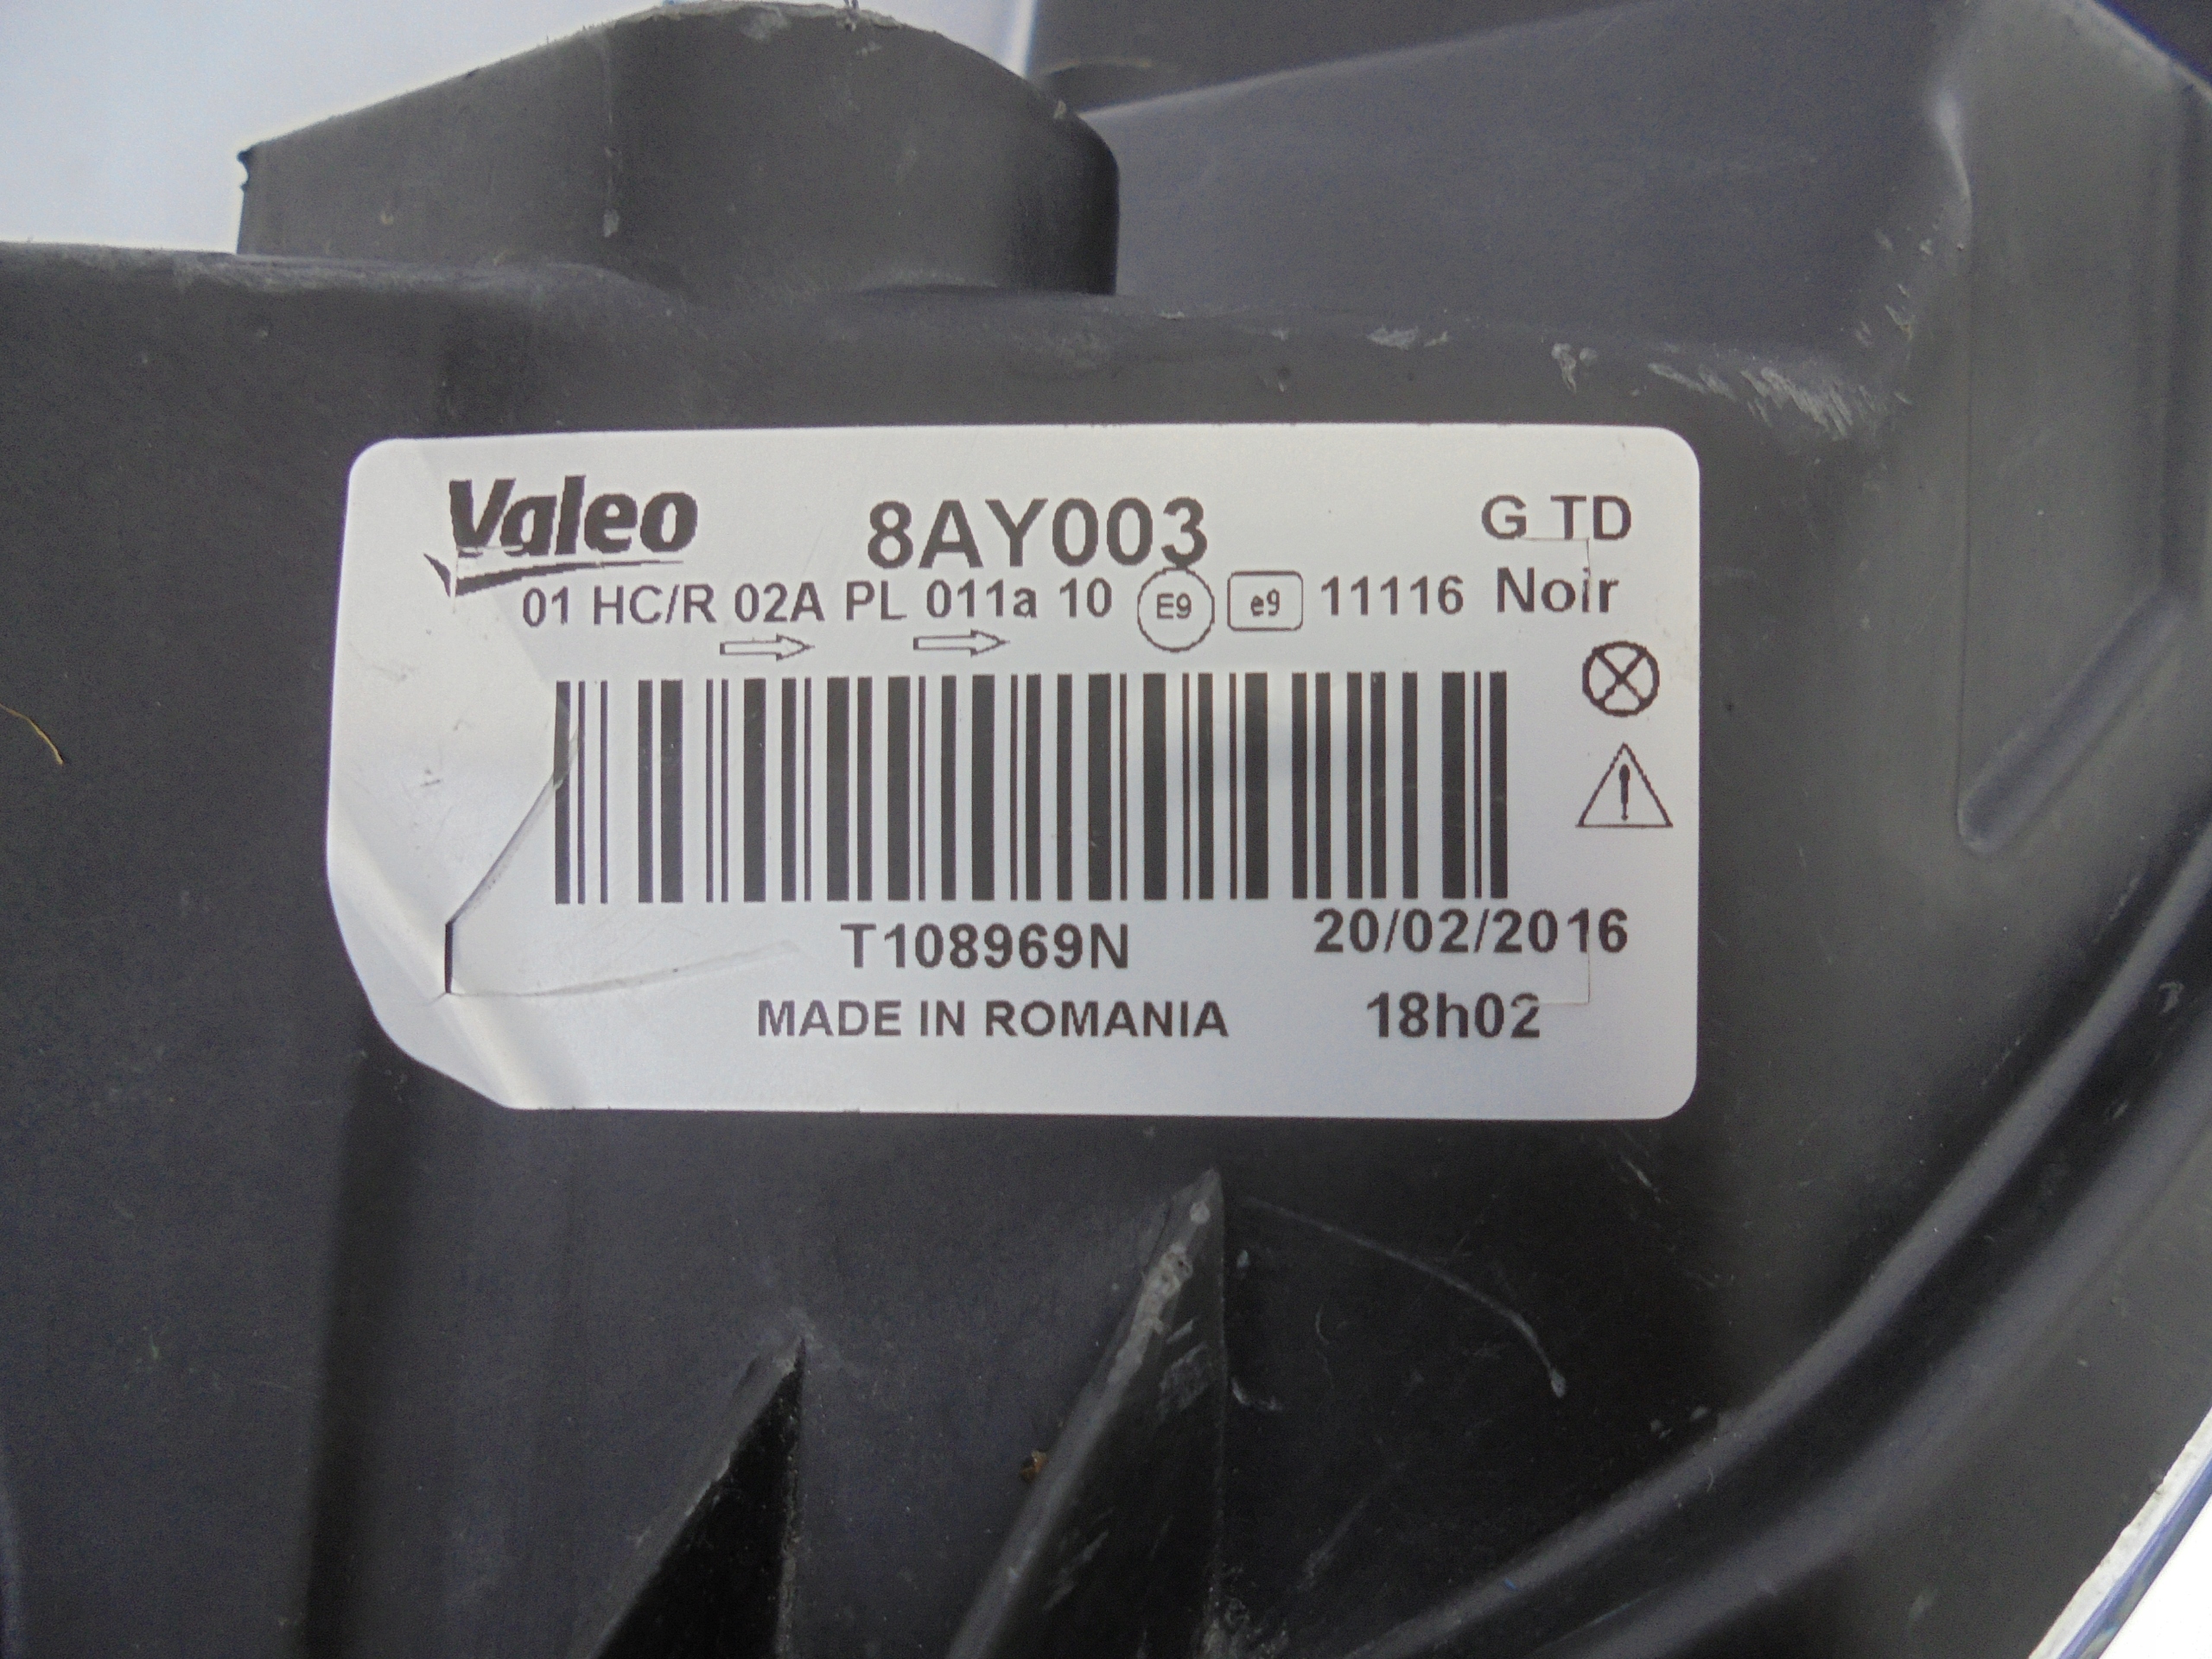 Valeo 8AY003 G TD
01 HC/R 02A PL 011a 10 E9 e9 11116 Noir
T108969N 20/02/2016
MADE IN ROMANIA 18h02